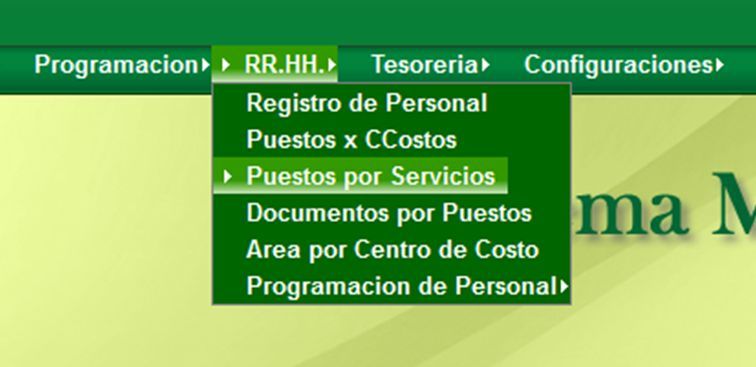 Programacion RR.HH. Tesoreria Configuraciones
Registro de Personal
Puestos x CCostos
Puestos por Servicios
Documentos por Puestos
Area por Centro de Costo
Programacion de Personal
ma M